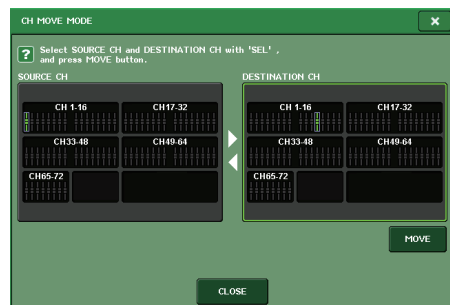 CH MOVE MODE
×
? Select SOURCE CH and DESTINATION CH with 'SEL' ,
and press MOVE button.
SOURCE CH
DESTINATION CH
CH 1-16 CH17-32
CH33-48 CH49-64
CH65-72
CH 1-16 CH17-32
CH33-48 CH49-64
CH65-72
MOVE
CLOSE